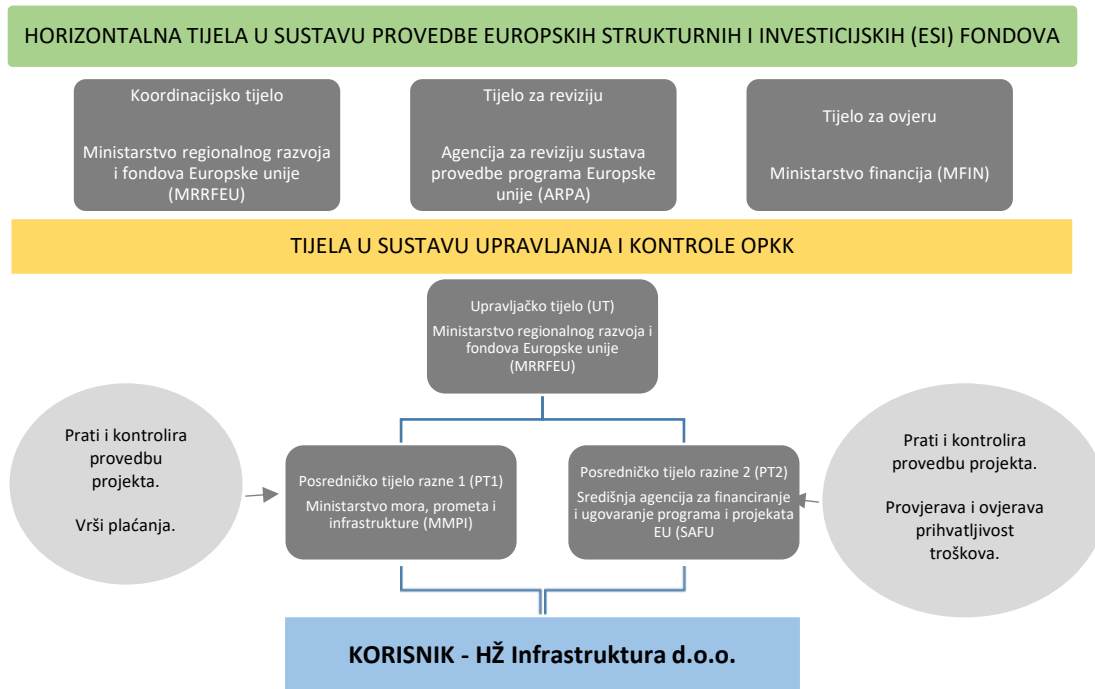 HORIZONTALNA TIJELA U SUSTAVU PROVEDBE EUROPSKIH STRUKTURNIH I INVESTICIJSKIH (ESI) FONDOVA
Koordinacijsko tijelo
Ministarstvo regionalnog razvoja
i fondova Europske unije
(MRRFEU)
Tijelo za reviziju
Agencija za reviziju sustava
provedbe programa Europske
unije (ARPA)
Tijelo za ovjeru
Ministarstvo financija (MFIN)
TIJELA U SUSTAVU UPRAVLJANJA I KONTROLE OPKK
Upravljačko tijelo (UT)
Ministarstvo regionalnog razvoja i
fondova Europske unije
(MRRFEU)
Prati i kontrolira
provedbu
projekta.
Vrši plaćanja.
Posredničko tijelo razne 1 (PT1)
Ministarstvo mora, prometa i
infrastrukture (MMPI)
Posredničko tijelo razine 2 (PT2)
Središnja agencija za financiranje
i ugovaranje programa i projekata
EU (SAFU
Prati i kontrolira
provedbu projekta.
Provjerava i ovjerava
prihvatljivost
troškova.
KORISNIK - HŽ Infrastruktura d.o.o.